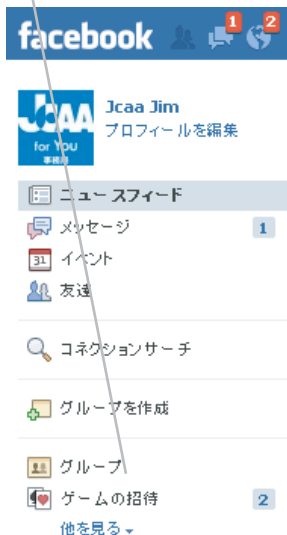 facebook 1 2
JCAA
for You
事務局
Jcaa Jim
プロフィールを編集
ニュースフィード
メッセージ 1
31 イベント
友達
コネクションサーチ
グループを作成
グループ
ゲームの招待 2
他を見る